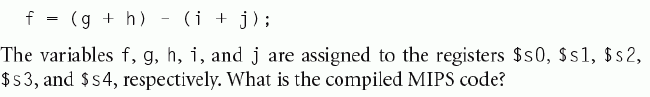 f = (g + h) - (i + j);
The variables f, g, h, i, and j are assigned to the registers $s0, $s1, $s2,
$s3, and $s4, respectively. What is the compiled MIPS code?